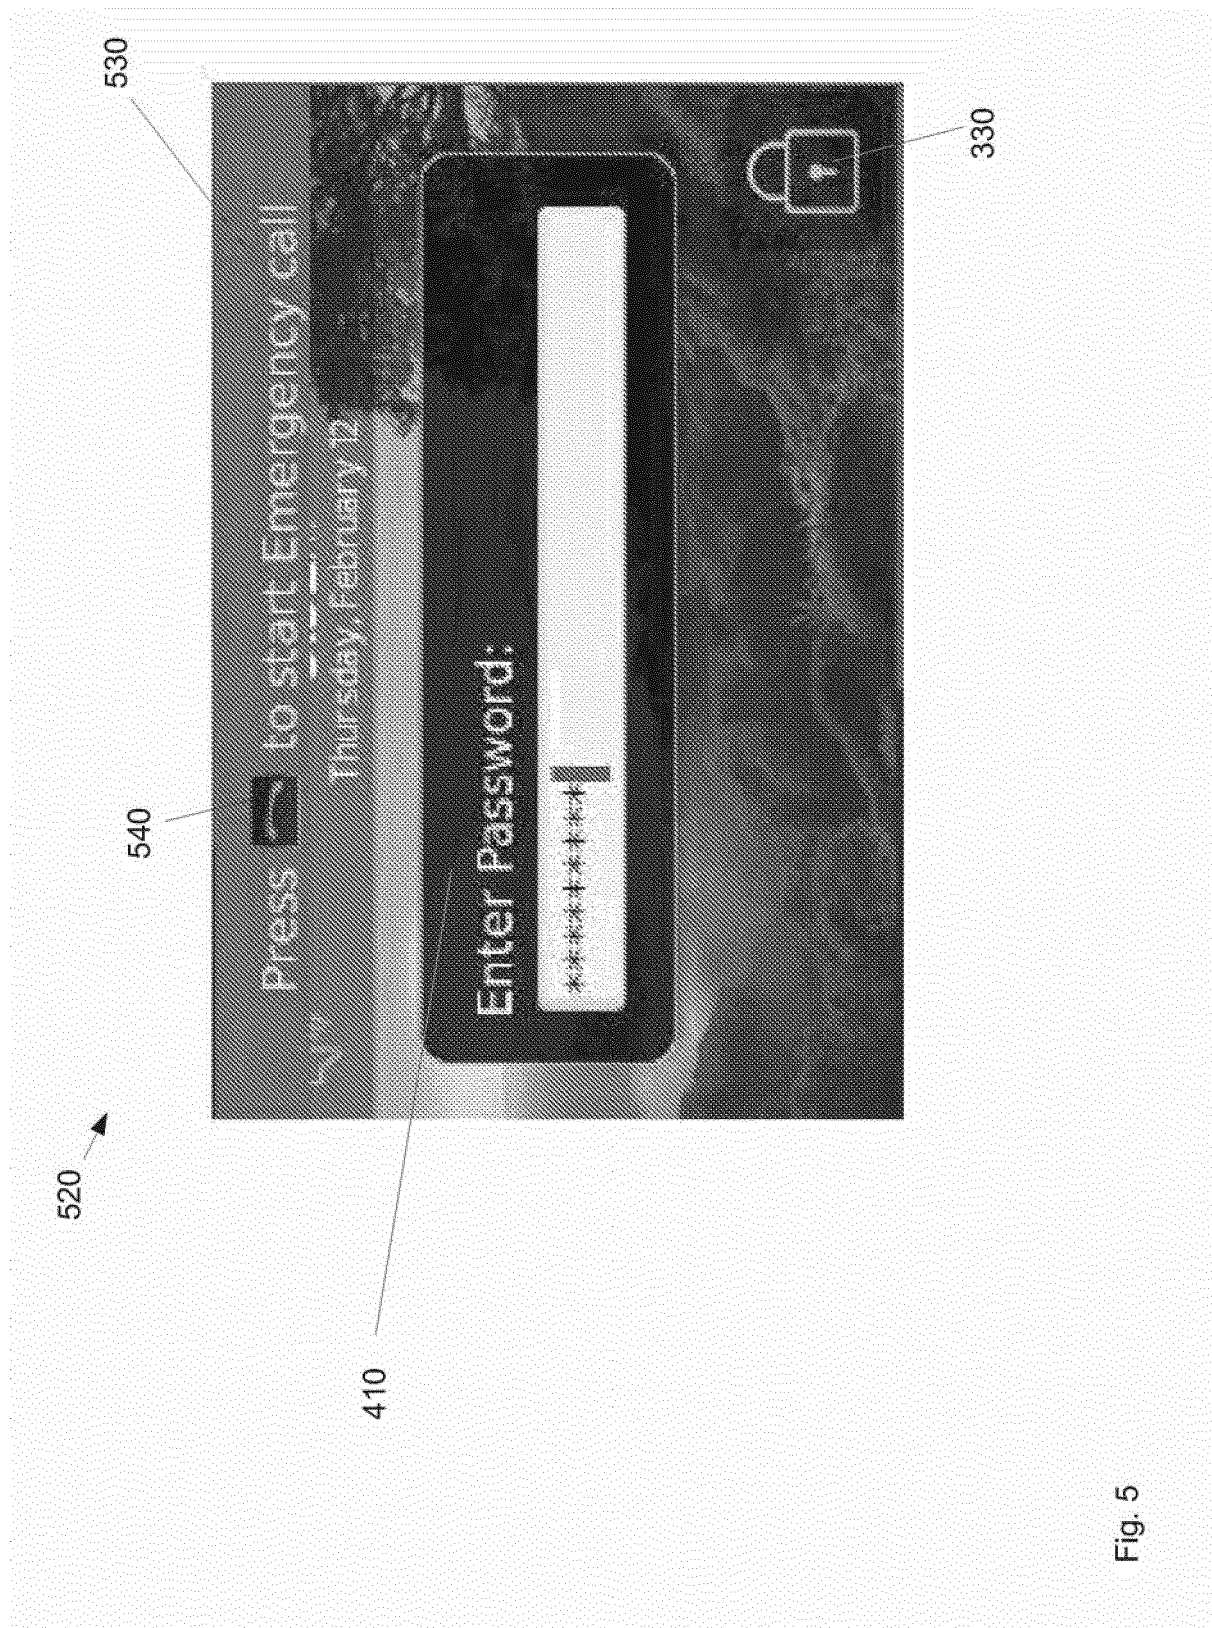 520
530
540
Press to start Emergency call
Thursday, February 12
410
Enter Password:
**********
330
Fig. 5